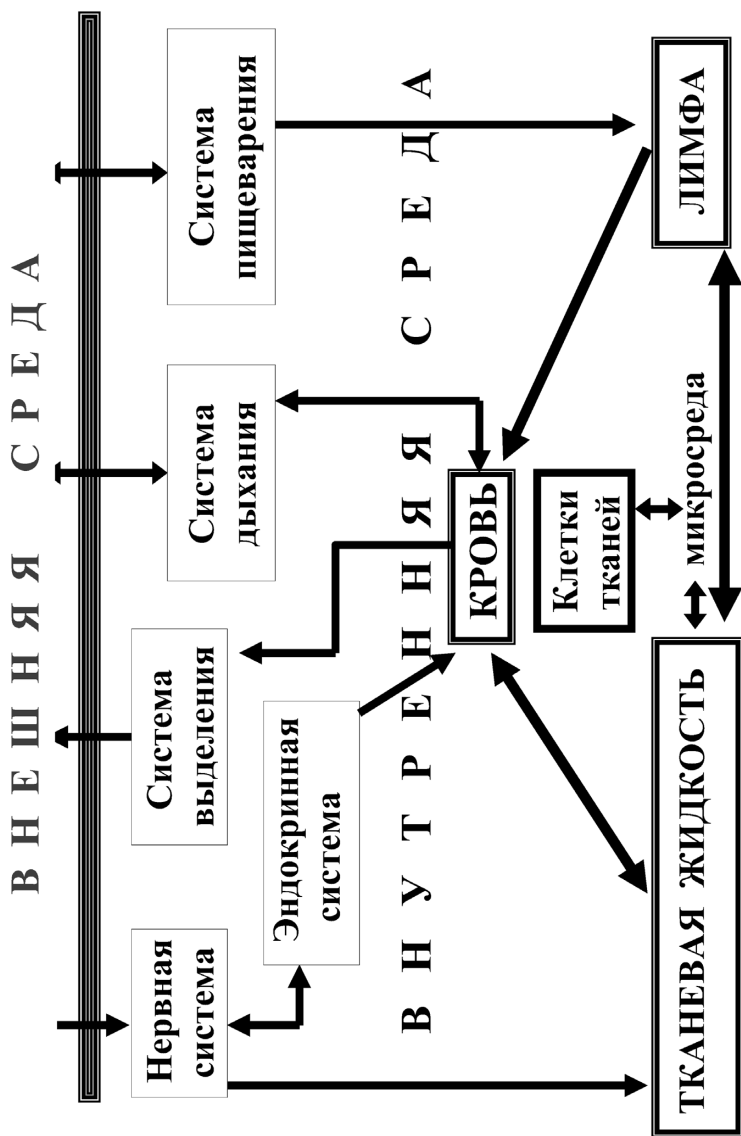 ВНЕШНЯЯ СРЕДА
Нервная
система
Система
выделения
Система
дыхания
Система
пищеварения
Эндокринная
система
ВНУТРЕННЯЯ СРЕДА
КРОВЬ
Клетки
тканей
микросреда
ТКАНЕВАЯ ЖИДКОСТЬ
ЛИМФА